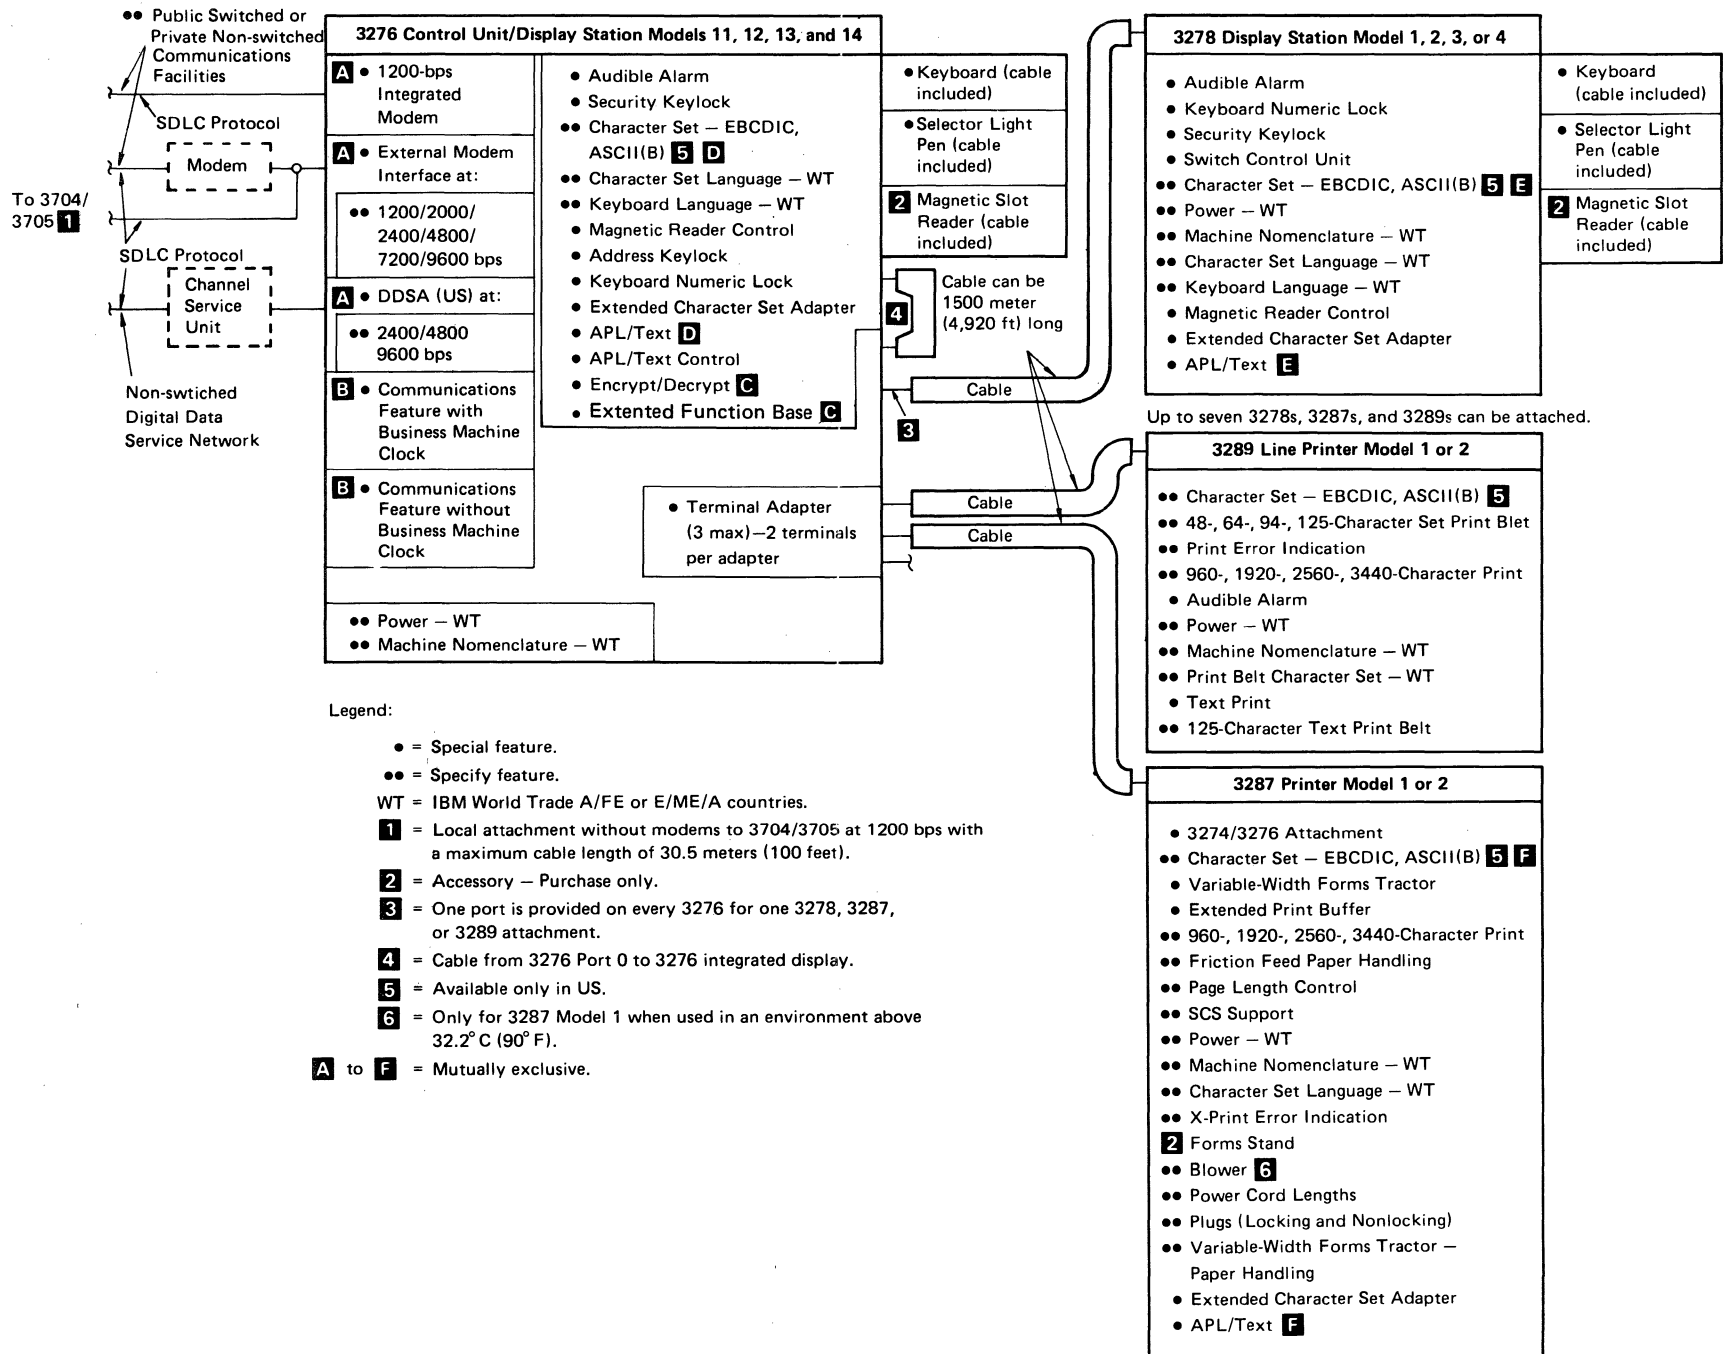 ●● Public Switched or
Private Non-switched
Communications
Facilities
SDLC Protocol
Modem
To 3704/
3705 1
SDLC Protocol
Channel
Service
Unit
Non-swtiched
Digital Data
Service Network
3276 Control Unit/Display Station Models 11, 12, 13, and 14
A ● 1200-bps
Integrated
Modem
A ● External Modem
Interface at:
●● 1200/2000/
2400/4800/
7200/9600 bps
A ● DDSA (US) at:
●● 2400/4800
9600 bps
B ● Communications
Feature with
Business Machine
Clock
B ● Communications
Feature without
Business Machine
Clock
● Audible Alarm
● Security Keylock
●● Character Set — EBCDIC,
ASCII(B) 5 D
●● Character Set Language — WT
●● Keyboard Language — WT
● Magnetic Reader Control
● Address Keylock
● Keyboard Numeric Lock
● Extended Character Set Adapter
● APL/Text D
● APL/Text Control
● Encrypt/Decrypt C
● Extented Function Base C
● Terminal Adapter
(3 max)—2 terminals
per adapter
●● Power — WT
●● Machine Nomenclature — WT
● Keyboard (cable
included)
● Selector Light
Pen (cable
included)
2 Magnetic Slot
Reader (cable
included)
4
Cable can be
1500 meter
(4,920 ft) long
Cable
3
Cable
Cable
3278 Display Station Model 1, 2, 3, or 4
● Audible Alarm
● Keyboard Numeric Lock
● Security Keylock
● Switch Control Unit
●● Character Set — EBCDIC, ASCII(B) 5 E
●● Power — WT
●● Machine Nomenclature — WT
●● Character Set Language — WT
●● Keyboard Language — WT
● Magnetic Reader Control
● Extended Character Set Adapter
● APL/Text E
● Keyboard
(cable included)
● Selector Light
Pen (cable
included)
2 Magnetic Slot
Reader (cable
included)
Up to seven 3278s, 3287s, and 3289s can be attached.
3289 Line Printer Model 1 or 2
●● Character Set — EBCDIC, ASCII(B) 5
●● 48-, 64-, 94-, 125-Character Set Print Blet
●● Print Error Indication
●● 960-, 1920-, 2560-, 3440-Character Print
● Audible Alarm
●● Power — WT
●● Machine Nomenclature — WT
●● Print Belt Character Set — WT
● Text Print
●● 125-Character Text Print Belt
3287 Printer Model 1 or 2
● 3274/3276 Attachment
●● Character Set — EBCDIC, ASCII(B) 5 F
● Variable-Width Forms Tractor
● Extended Print Buffer
●● 960-, 1920-, 2560-, 3440-Character Print
●● Friction Feed Paper Handling
●● Page Length Control
●● SCS Support
●● Power — WT
●● Machine Nomenclature — WT
●● Character Set Language — WT
●● X-Print Error Indication
2 Forms Stand
●● Blower 6
●● Power Cord Lengths
●● Plugs (Locking and Nonlocking)
●● Variable-Width Forms Tractor —
Paper Handling
● Extended Character Set Adapter
● APL/Text F
Legend:
● = Special feature.
●● = Specify feature.
WT = IBM World Trade A/FE or E/ME/A countries.
1 = Local attachment without modems to 3704/3705 at 1200 bps with
a maximum cable length of 30.5 meters (100 feet).
2 = Accessory — Purchase only.
3 = One port is provided on every 3276 for one 3278, 3287,
or 3289 attachment.
4 = Cable from 3276 Port 0 to 3276 integrated display.
5 = Available only in US.
6 = Only for 3287 Model 1 when used in an environment above
32.2° C (90° F).
A to F = Mutually exclusive.